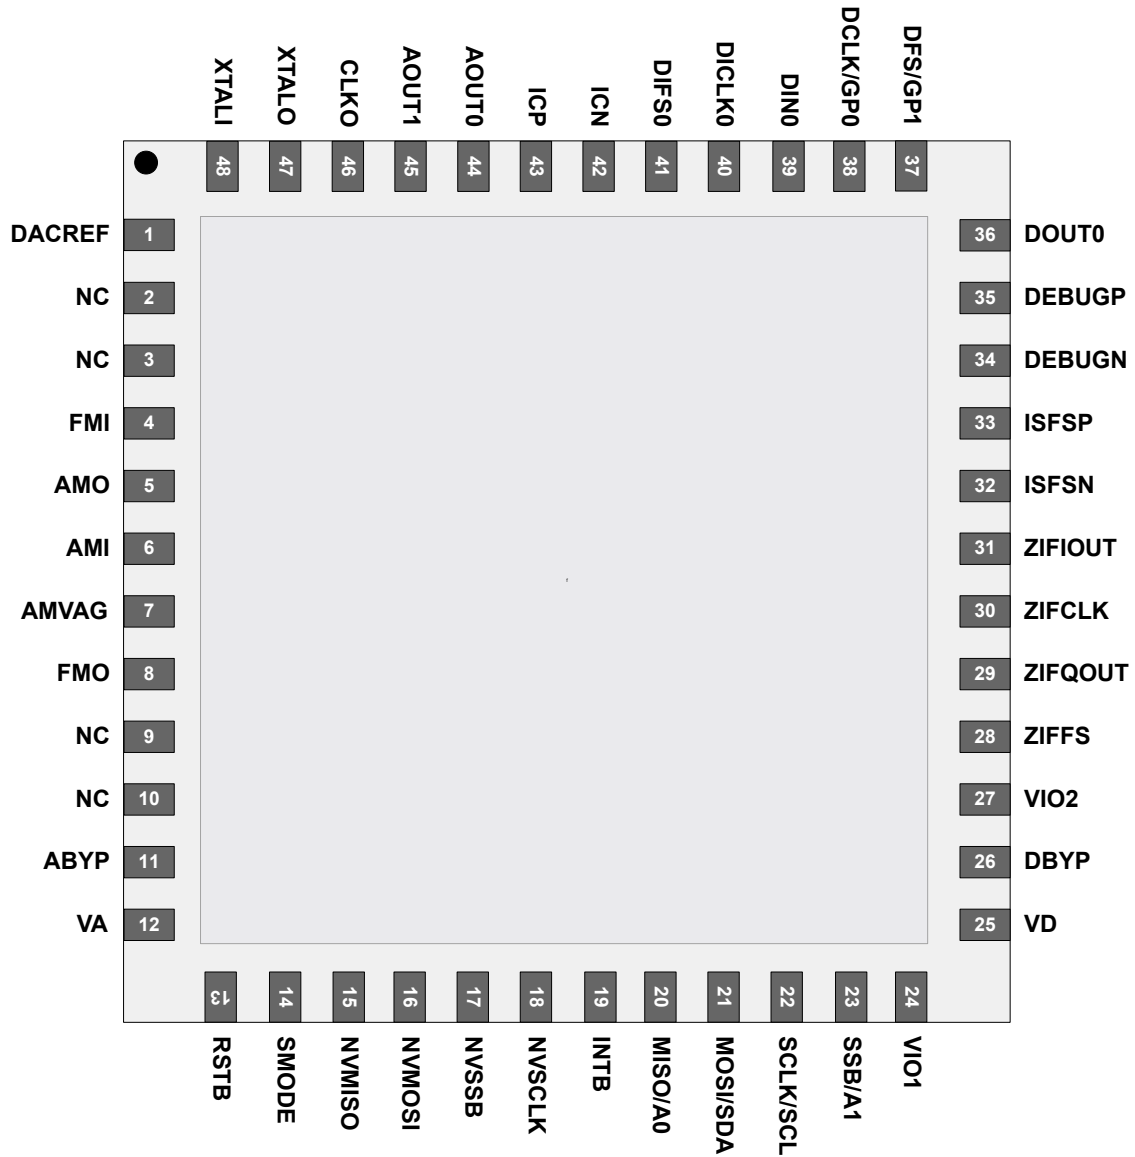 XTALI
XTALO
CLKO
AOUT1
AOUT0
ICP
ICN
DIFS0
DICLK0
DIN0
DCLK/GP0
DFS/GP1
48
47
46
45
44
43
42
41
40
39
38
37
DACREF 1
NC 2
NC 3
FMI 4
AMO 5
AMI 6
AMVAG 7
FMO 8
NC 9
NC 10
ABYP 11
VA 12
36 DOUT0
35 DEBUGP
34 DEBUGN
33 ISFSP
32 ISFSN
31 ZIFIOUT
30 ZIFCLK
29 ZIFQOUT
28 ZIFFS
27 VIO2
26 DBYP
25 VD
13
14
15
16
17
18
19
20
21
22
23
24
RSTB
SMODE
NVMISO
NVMOSI
NVSSB
NVSCLK
INTB
MISO/A0
MOSI/SDA
SCLK/SCL
SSB/A1
VIO1